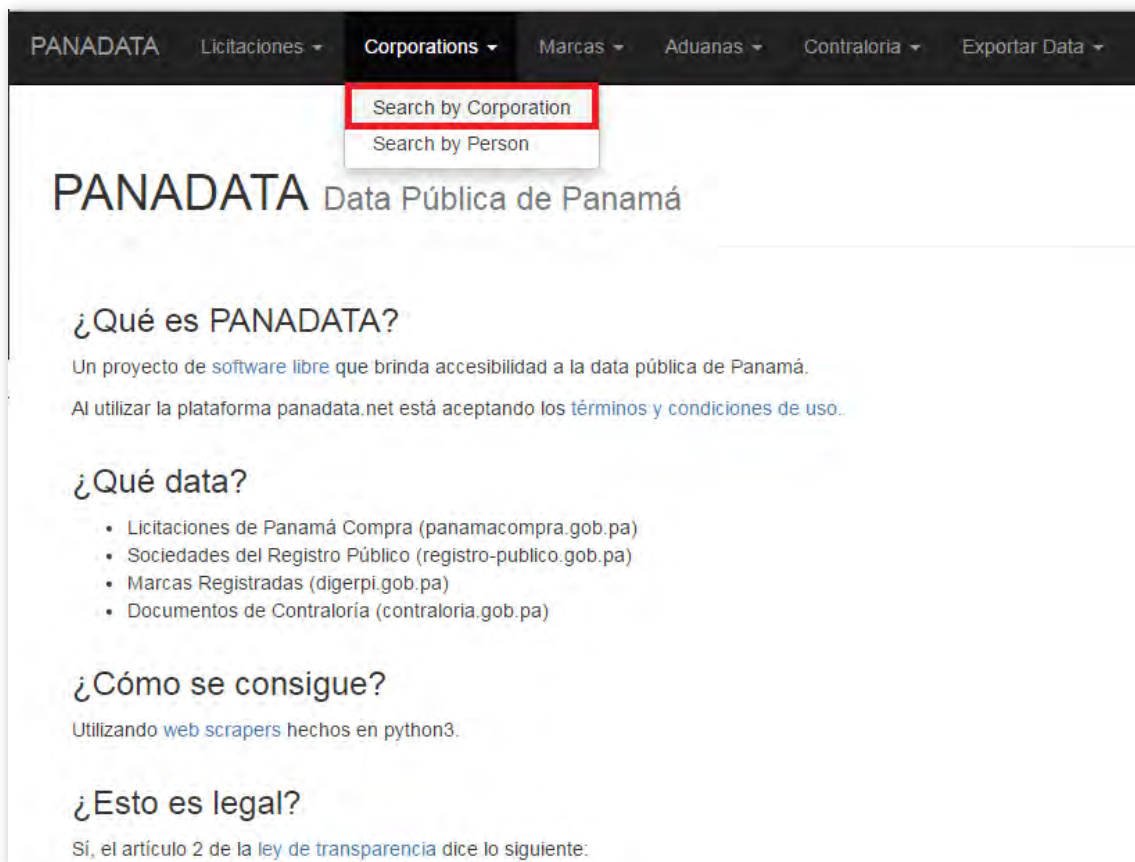 PANADATA Licitaciones Corporations Marcas Aduanas Contraloria Exportar Data
Search by Corporation
Search by Person
PANADATA Data Pública de Panamá
¿Qué es PANADATA?
Un proyecto de software libre que brinda accesibilidad a la data pública de Panamá.
Al utilizar la plataforma panadata.net está aceptando los términos y condiciones de uso.
¿Qué data?
• Licitaciones de Panamá Compra (panamacompra.gob.pa)
• Sociedades del Registro Público (registro-publico.gob.pa)
• Marcas Registradas (digerpi.gob.pa)
• Documentos de Contraloría (contraloria.gob.pa)
¿Cómo se consigue?
Utilizando web scrapers hechos en python3.
¿Esto es legal?
Sí, el artículo 2 de la ley de transparencia dice lo siguiente: